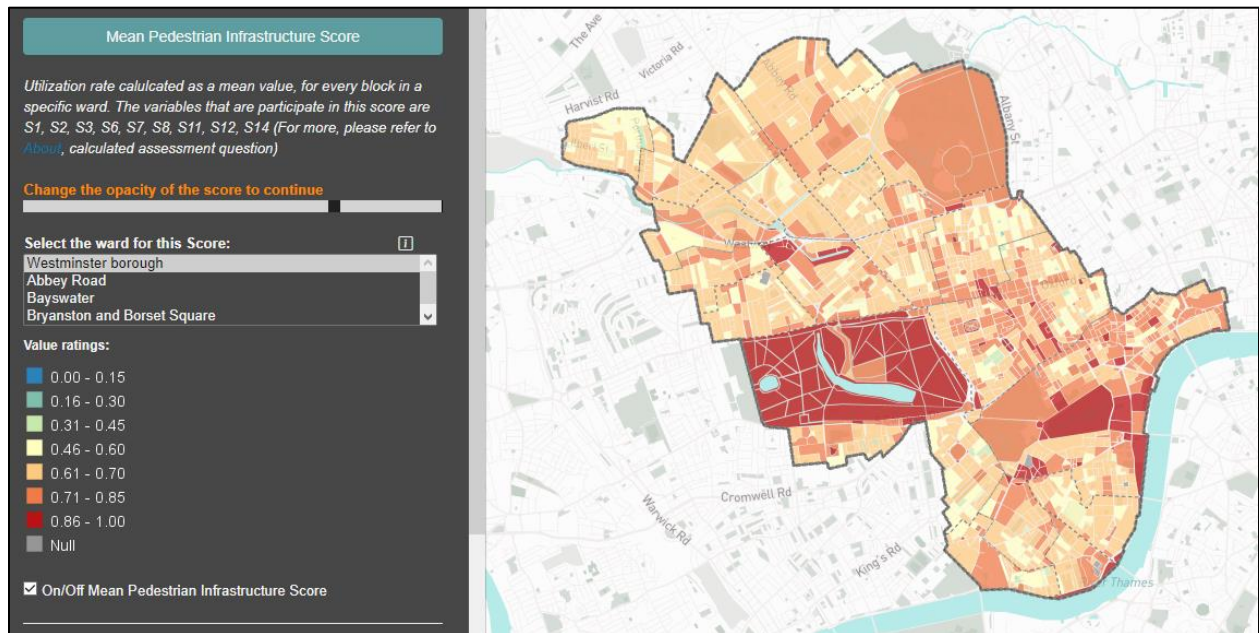 Mean Pedestrian Infrastructure Score
Utilization rate calulcated as a mean value, for every block in a
specific ward. The variables that are participate in this score are
S1, S2, S3, S6, S7, S8, S11, S12, S14 (For more, please refer to
About, calculated assessment question)
Change the opacity of the score to continue
Select the ward for this Score:
i
Westminster borough
Abbey Road
Bayswater
Bryanston and Borset Square
Value ratings:
0.00 - 0.15
0.16 - 0.30
0.31 - 0.45
0.46 - 0.60
0.61 - 0.70
0.71 - 0.85
0.86 - 1.00
Null
On/Off Mean Pedestrian Infrastructure Score
The Ave
Victoria Rd
Harvist Rd
Albany St
Cromwell Rd
Warwick Rd
King's Rd
Thames